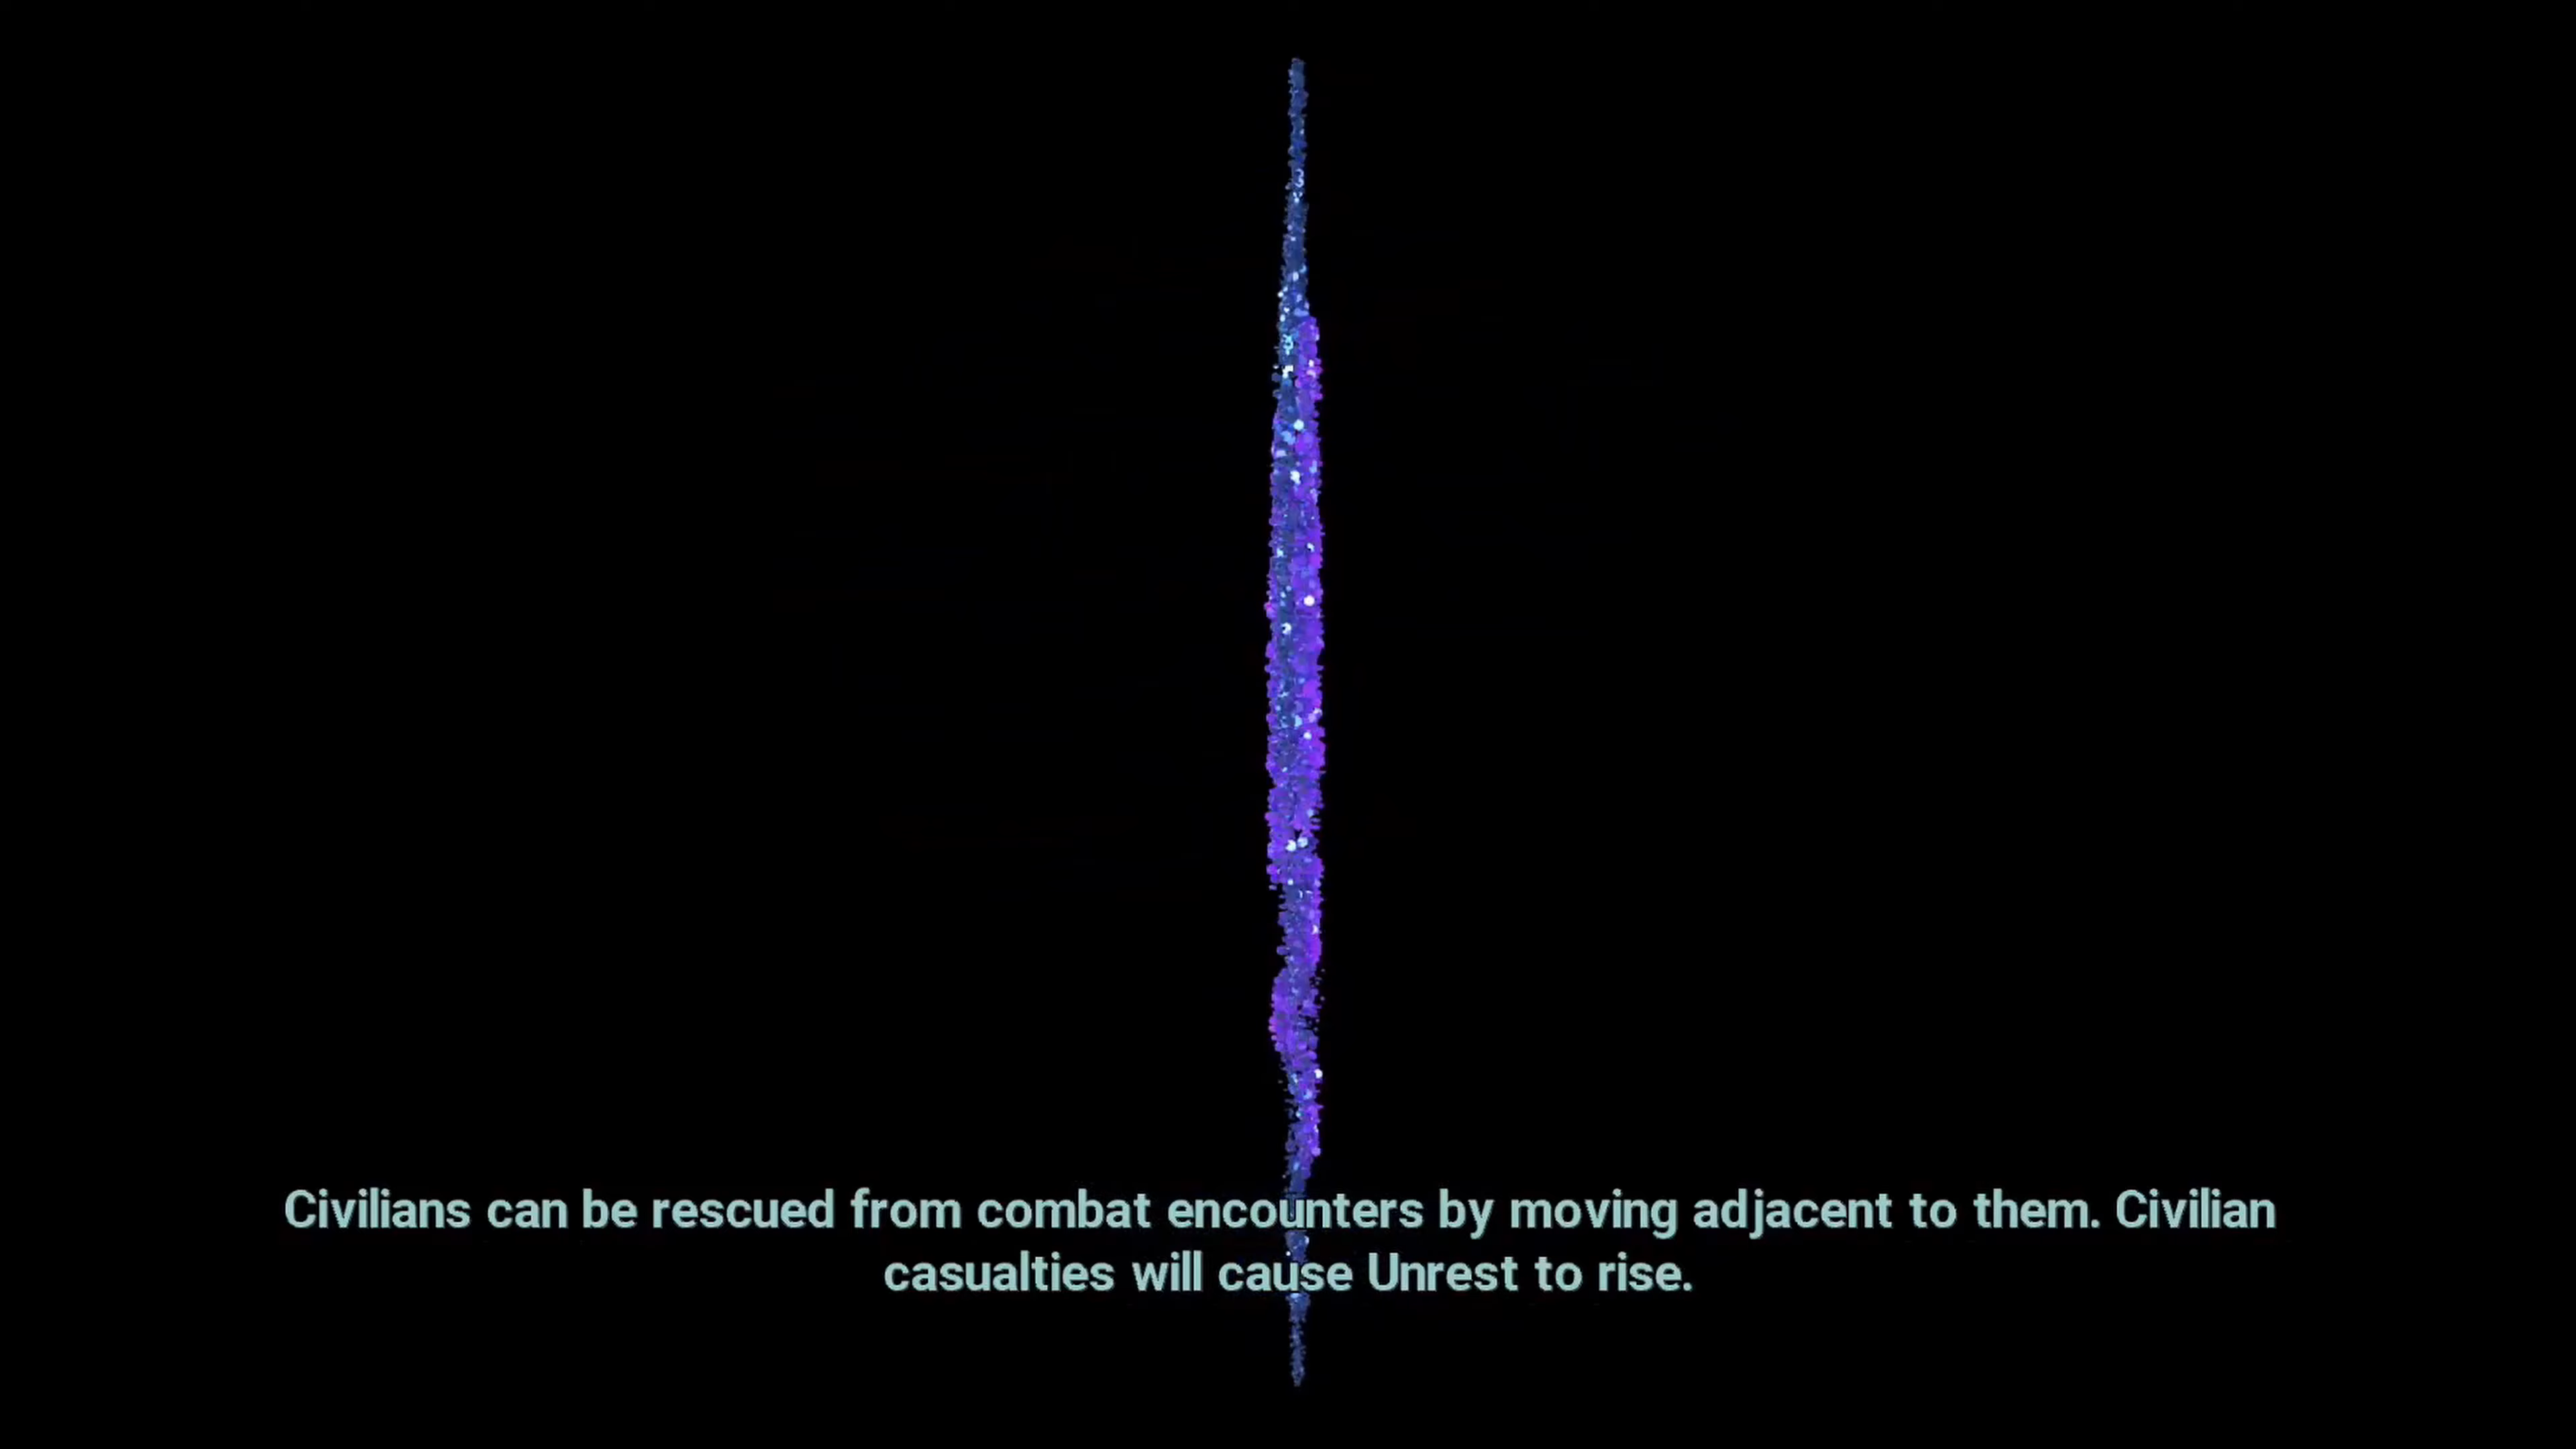 Civilians can be rescued from combat encounters by moving adjacent to them. Civilian
casualties will cause Unrest to rise.